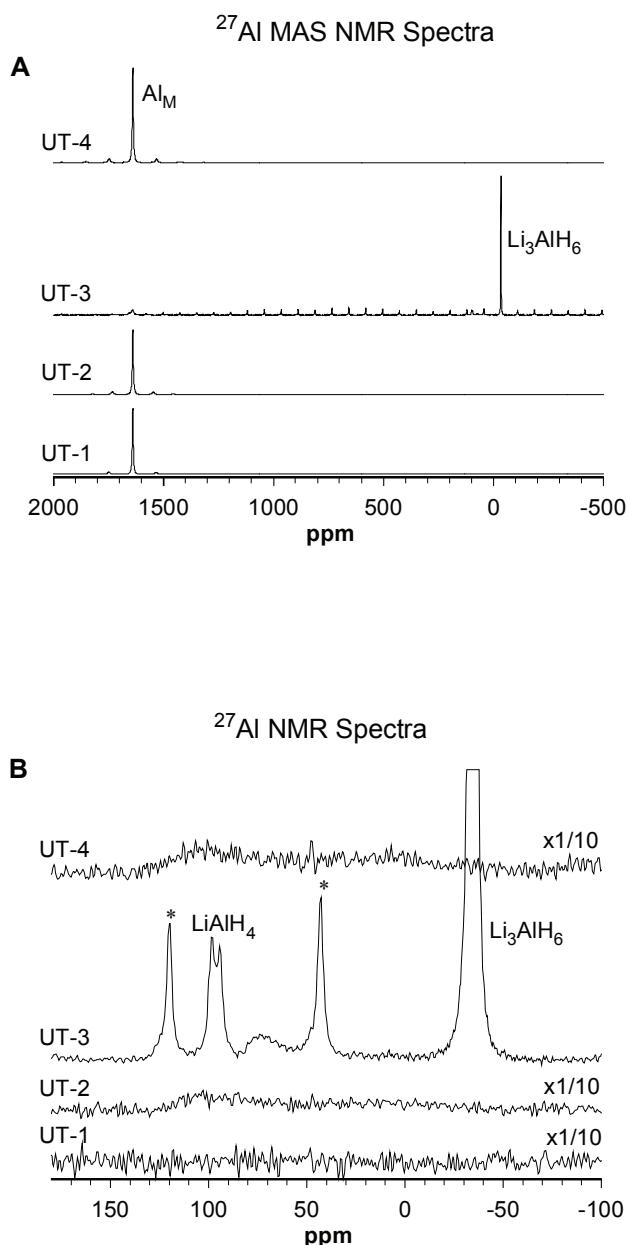 ²⁷Al MAS NMR Spectra
A
Al_M
UT-4
Li₃AlH₆
UT-3
UT-2
UT-1
2000 1500 1000 500 0 -500
ppm
²⁷Al NMR Spectra
B
UT-4 x1/10
* LiAlH₄ * Li₃AlH₆
UT-3
UT-2 x1/10
UT-1 x1/10
150 100 50 0 -50 -100
ppm